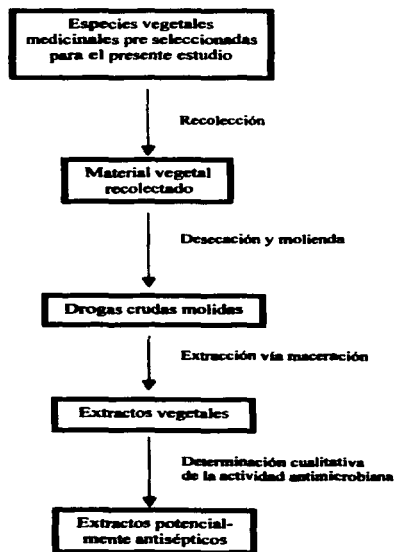 Especies vegetales
medicinales pre seleccionadas
para el presente estudio
Recolección
Material vegetal
recolectado
Desecación y molienda
Drogas crudas molidas
Extracción vía maceración
Extractos vegetales
Determinación cualitativa
de la actividad antimicrobiana
Extractos potencial-
mente antisépticos